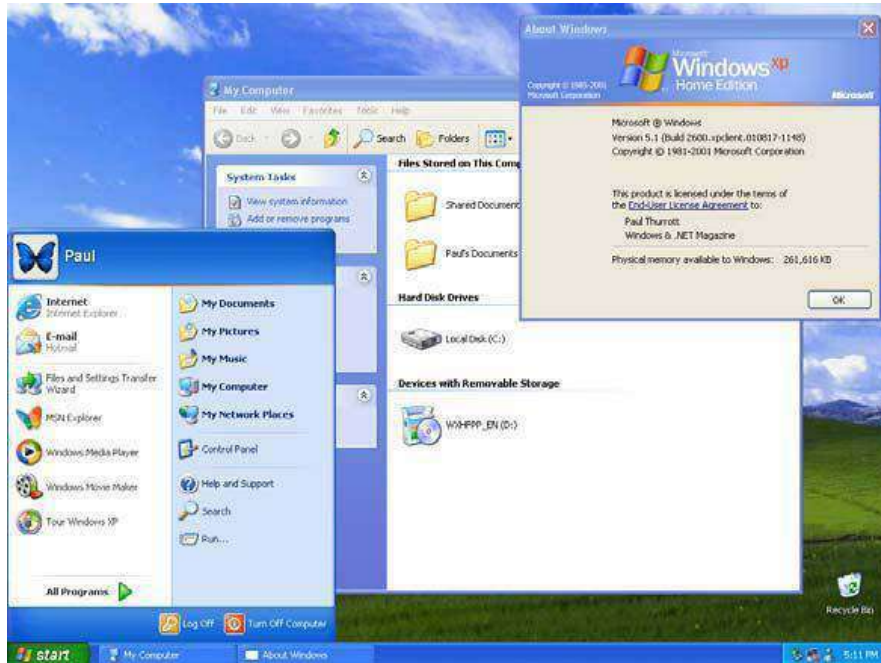 About Windows
Microsoft
Windows xp
Home Edition
Copyright © 1985-2001
Microsoft Corporation
Microsoft
Microsoft ® Windows
Version 5.1 (Build 2600.xpclient.010817-1148)
Copyright © 1981-2001 Microsoft Corporation
This product is licensed under the terms of
the End-User License Agreement to:
Paul Thurrott
Windows & .NET Magazine
Physical memory available to Windows: 261,616 KB
OK
My Computer
File Edit View Favorites Tools Help
Back Search Folders
System Tasks
View system information
Add or remove programs
Files Stored on This Comp
Shared Document
Paul's Documents
Hard Disk Drives
Local Disk (C:)
Devices with Removable Storage
WXHFPP_EN (D:)
Paul
Internet
Internet Explorer
E-mail
Hotmail
Files and Settings Transfer
Wizard
MSN Explorer
Windows Media Player
Windows Movie Maker
Tour Windows XP
All Programs
My Documents
My Pictures
My Music
My Computer
My Network Places
Control Panel
Help and Support
Search
Run...
Log Off Turn Off Computer
Recycle Bin
start My Computer About Windows 5:11 PM